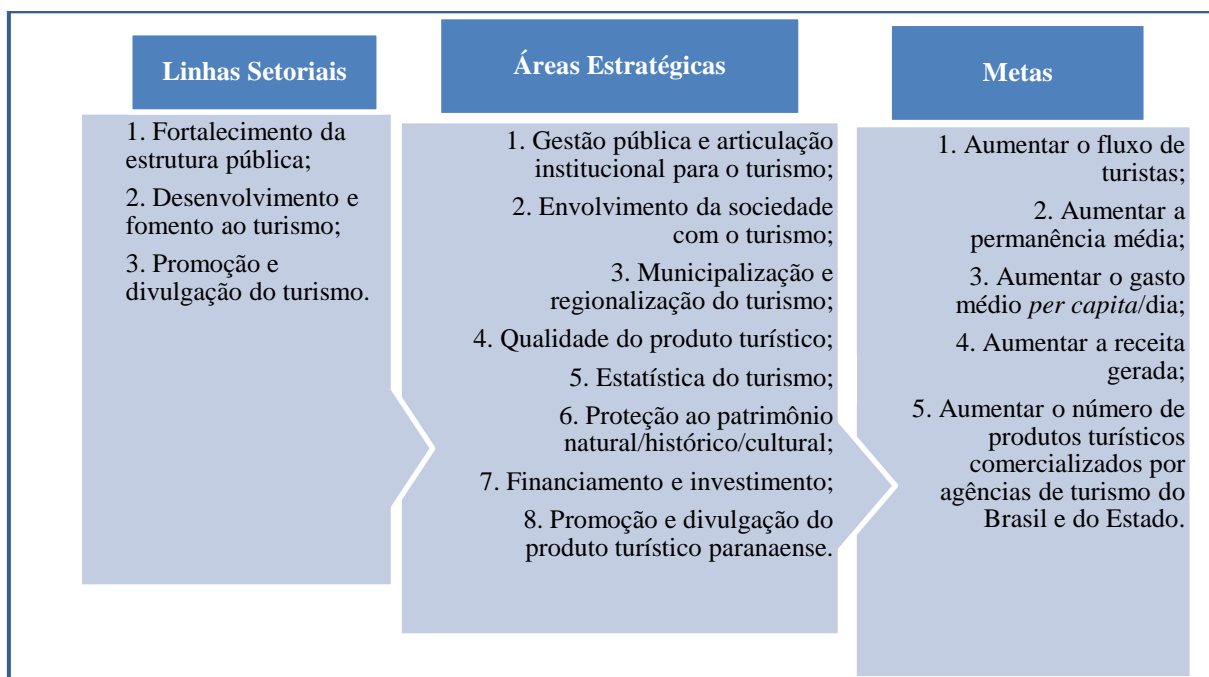 Linhas Setoriais
1. Fortalecimento da
estrutura pública;
2. Desenvolvimento e
fomento ao turismo;
3. Promoção e
divulgação do turismo.
Áreas Estratégicas
1. Gestão pública e articulação
institucional para o turismo;
2. Envolvimento da sociedade
com o turismo;
3. Municipalização e
regionalização do turismo;
4. Qualidade do produto turístico;
5. Estatística do turismo;
6. Proteção ao patrimônio
natural/histórico/cultural;
7. Financiamento e investimento;
8. Promoção e divulgação do
produto turístico paranaense.
Metas
1. Aumentar o fluxo de
turistas;
2. Aumentar a
permanência média;
3. Aumentar o gasto
médio per capita/dia;
4. Aumentar a receita
gerada;
5. Aumentar o número de
produtos turísticos
comercializados por
agências de turismo do
Brasil e do Estado.